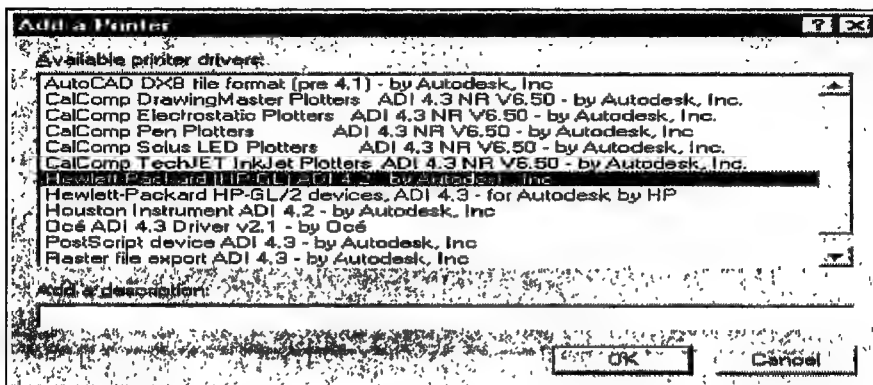 Add a Printer
Available printer drivers:
AutoCAD DXB file format (pre 4.1) - by Autodesk, Inc
CalComp DrawingMaster Plotters ADI 4.3 NR V6.50 - by Autodesk, Inc.
CalComp Electrostatic Plotters ADI 4.3 NR V6.50 - by Autodesk, Inc.
CalComp Pen Plotters ADI 4.3 NR V6.50 - by Autodesk, Inc
CalComp Solus LED Plotters ADI 4.3 NR V6.50 - by Autodesk, Inc.
CalComp TechJET InkJet Plotters ADI 4.3 NR V6.50 - by Autodesk, Inc.
Hewlett-Packard (HP-GL) ADI 4.2 - by Autodesk, Inc
Hewlett-Packard HP-GL/2 devices, ADI 4.3 - for Autodesk by HP
Houston Instrument ADI 4.2 - by Autodesk, Inc
Océ ADI 4.3 Driver v2.1 - by Océ
PostScript device ADI 4.3 - by Autodesk, Inc
Raster file export ADI 4.3 - by Autodesk, Inc
Add a description:
OK Cancel